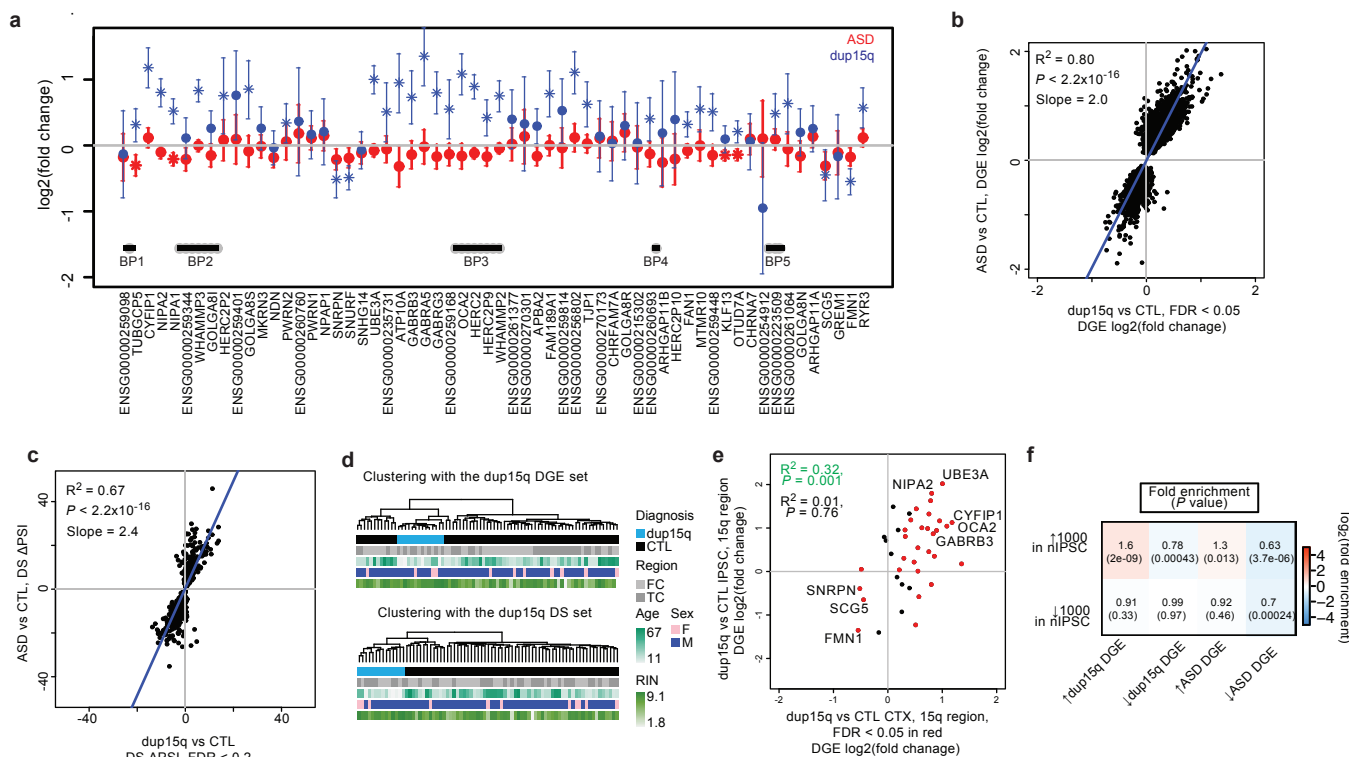 a
ASD
dup15q
log2(fold change)
1
0
-1
-2
BP1
BP2
BP3
BP4
BP5
ENSG00000259098
TUBGCP5
CYFIP1
NIPA2
NIPA1
ENSG00000259344
WHAMMP3
GOLGA8I
HERC2P2
ENSG00000259401
GOLGA8S
MKRN3
NDN
PWRN2
ENSG00000260760
PWRN1
NPAP1
SNRPN
SNURF
SNHG14
UBE3A
ENSG00000235731
ATP10A
GABRB3
GABRA5
GABRG3
ENSG00000259168
OCA2
HERC2
HERC2P9
WHAMMP2
ENSG00000261377
ENSG00000270301
APBA2
FAM189A1
ENSG00000259814
ENSG00000256802
TJP1
ENSG00000270173
CHRFAM7A
GOLGA8R
ENSG00000215302
ENSG00000260693
ARHGAP11B
HERC2P10
FAN1
MTMR10
ENSG00000259448
KLF13
OTUD7A
CHRNA7
ENSG00000254912
ENSG00000223509
ENSG00000261064
GOLGA8N
ARHGAP11A
SCG5
GREM1
FMN1
RYR3
b
R² = 0.80
P < 2.2x10⁻¹⁶
Slope = 2.0
ASD vs CTL, DGE log2(fold change)
2
1
0
-1
-2
-2 -1 0 1 2
dup15q vs CTL, FDR < 0.05
DGE log2(fold change)
c
R² = 0.67
P < 2.2x10⁻¹⁶
Slope = 2.4
ASD vs CTL, DS ΔPSI
40
0
-40
-40 0 40
dup15q vs CTL
d
Clustering with the dup15q DGE set
Clustering with the dup15q DS set
Diagnosis
dup15q
CTL
Region
FC
TC
Age Sex
67 F
M
11
RIN
9.1
1.8
e
R² = 0.32,
P = 0.001
R² = 0.01,
P = 0.76
NIPA2
UBE3A
CYFIP1
OCA2
GABRB3
SNRPN
SCG5
FMN1
dup15q vs CTL IPSC, 15q region
DGE log2(fold change)
2
1
0
-1
-2
-2 -1 0 1 2
dup15q vs CTL CTX, 15q region,
FDR < 0.05 in red
DGE log2(fold change)
f
Fold enrichment
(P value)
↑1000
in nIPSC
1.6 0.78 1.3 0.63
(2e-09) (0.00043) (0.013) (3.7e-06)
↓1000
in nIPSC
0.91 0.99 0.92 0.7
(0.33) (0.97) (0.46) (0.00024)
↑dup15q DGE
↓dup15q DGE
↑ASD DGE
↓ASD DGE
4
2
0
−2
−4
log₂(fold enrichment)